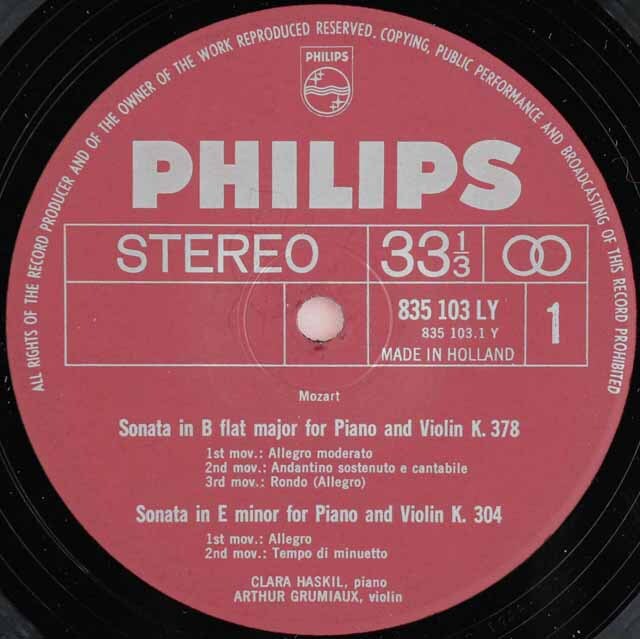 ALL RIGHTS OF THE RECORD PRODUCER AND OF THE OWNER OF THE WORK REPRODUCED RESERVED. COPYING, PUBLIC PERFORMANCE AND BROADCASTING OF THIS RECORD PROHIBITED
PHILIPS
PHILIPS
STEREO 33 1/3
835 103 LY 1
835 103.1 Y
MADE IN HOLLAND
Mozart
Sonata in B flat major for Piano and Violin K. 378
1st mov.: Allegro moderato
2nd mov.: Andantino sostenuto e cantabile
3rd mov.: Rondo (Allegro)
Sonata in E minor for Piano and Violin K. 304
1st mov.: Allegro
2nd mov.: Tempo di minuetto
CLARA HASKIL, piano
ARTHUR GRUMIAUX, violin